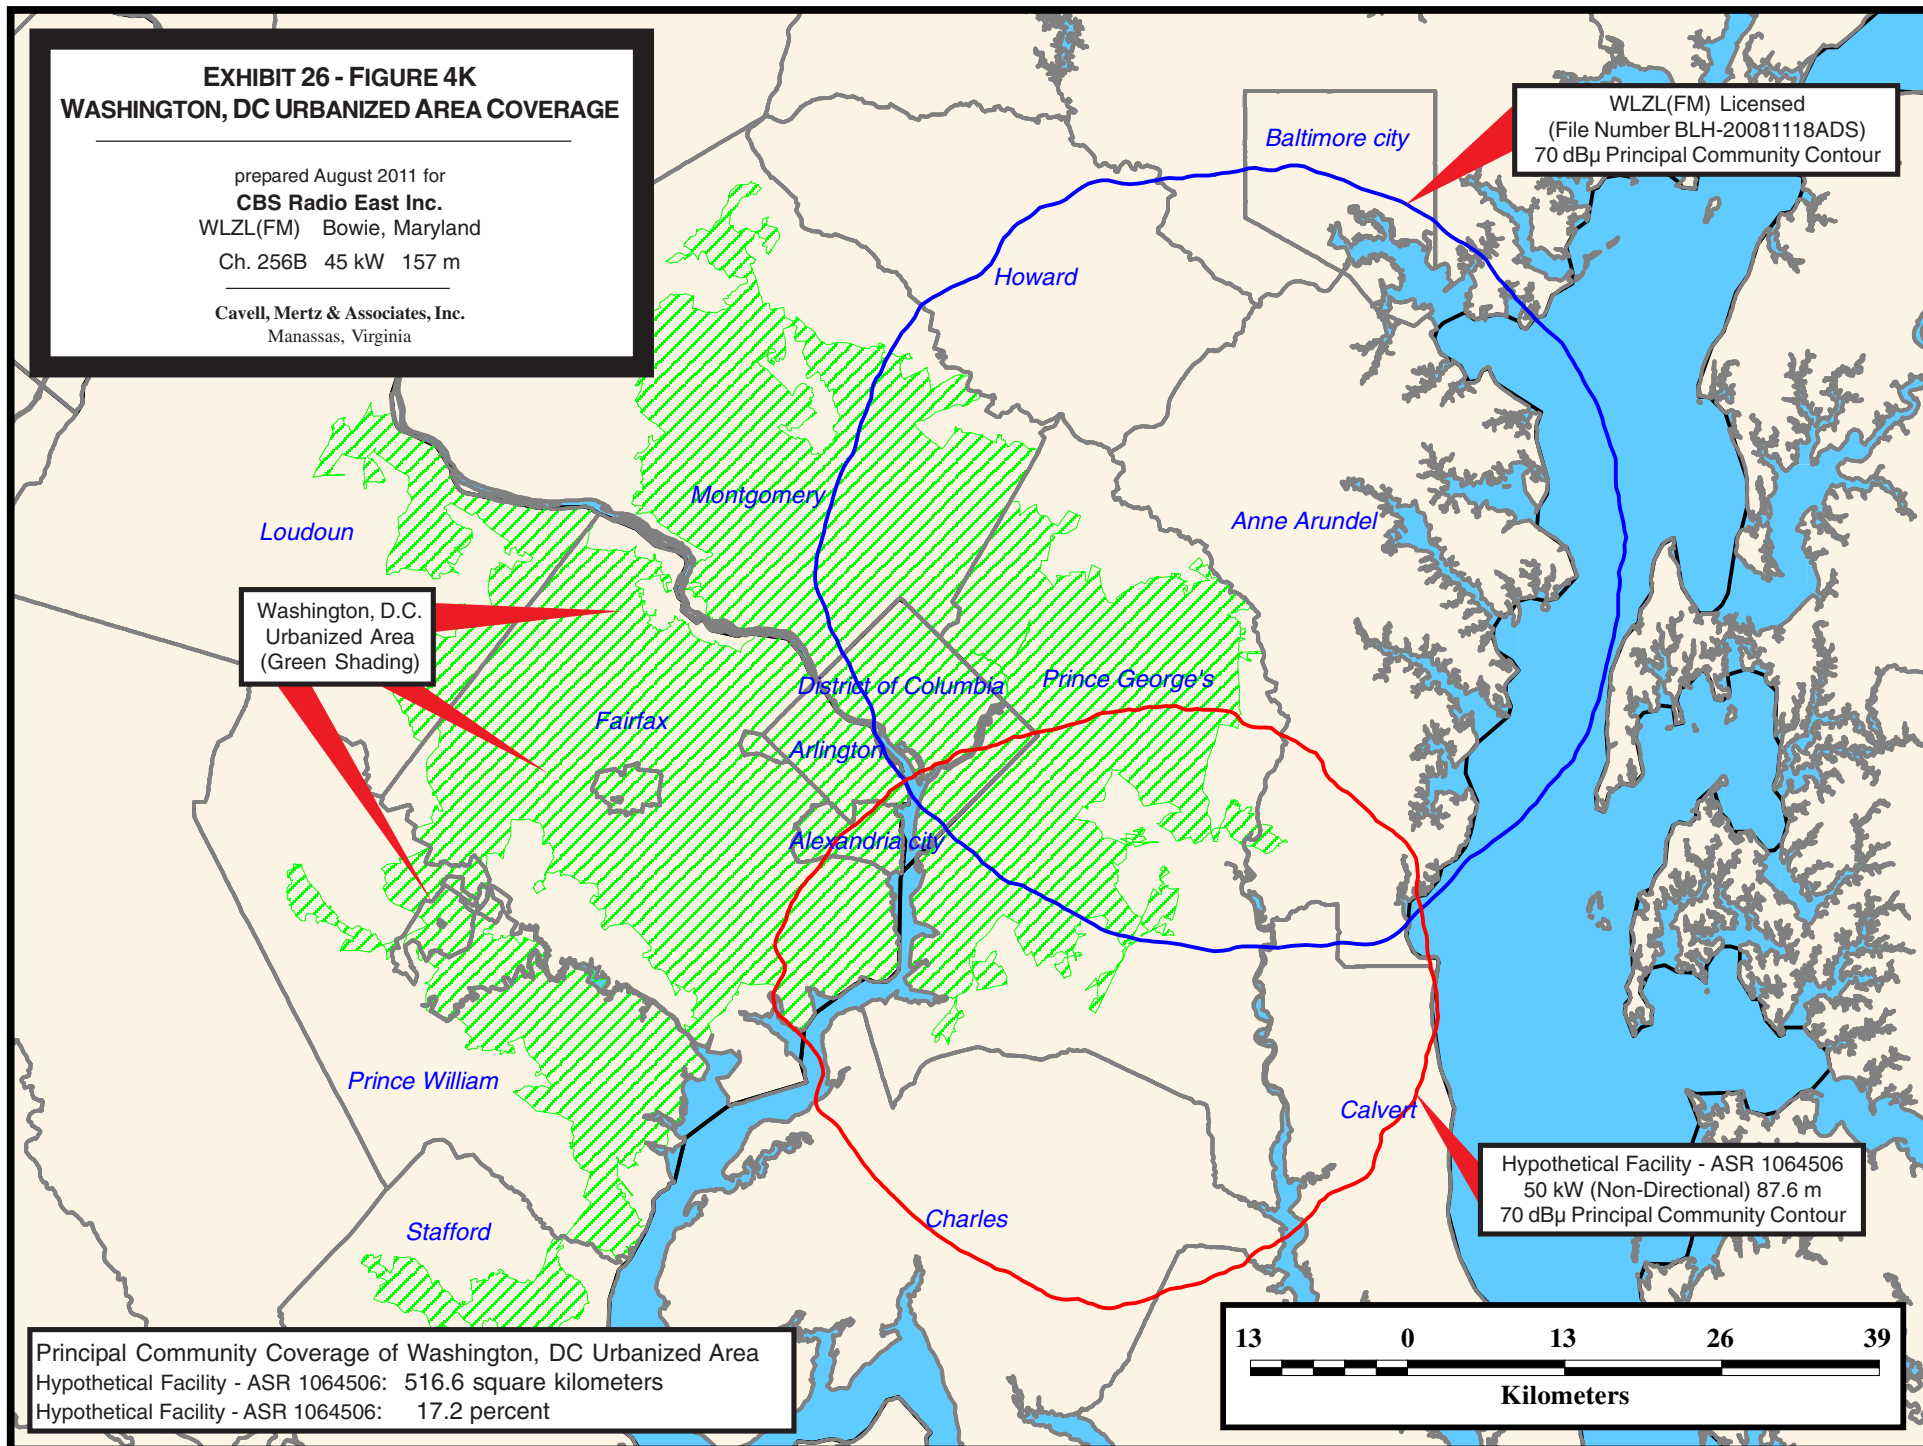 EXHIBIT 26 - FIGURE 4K
WASHINGTON, DC URBANIZED AREA COVERAGE
prepared August 2011 for
CBS Radio East Inc.
WLZL(FM) Bowie, Maryland
Ch. 256B 45 kW 157 m
Cavell, Mertz & Associates, Inc.
Manassas, Virginia
WLZL(FM) Licensed
(File Number BLH-20081118ADS)
70 dBµ Principal Community Contour
Baltimore city
Howard
Montgomery
Loudoun
Anne Arundel
Washington, D.C.
Urbanized Area
(Green Shading)
District of Columbia
Prince George's
Fairfax
Arlington
Alexandria city
Prince William
Calvert
Hypothetical Facility - ASR 1064506
50 kW (Non-Directional) 87.6 m
70 dBµ Principal Community Contour
Charles
Stafford
Principal Community Coverage of Washington, DC Urbanized Area
Hypothetical Facility - ASR 1064506: 516.6 square kilometers
Hypothetical Facility - ASR 1064506: 17.2 percent
13 0 13 26 39
Kilometers